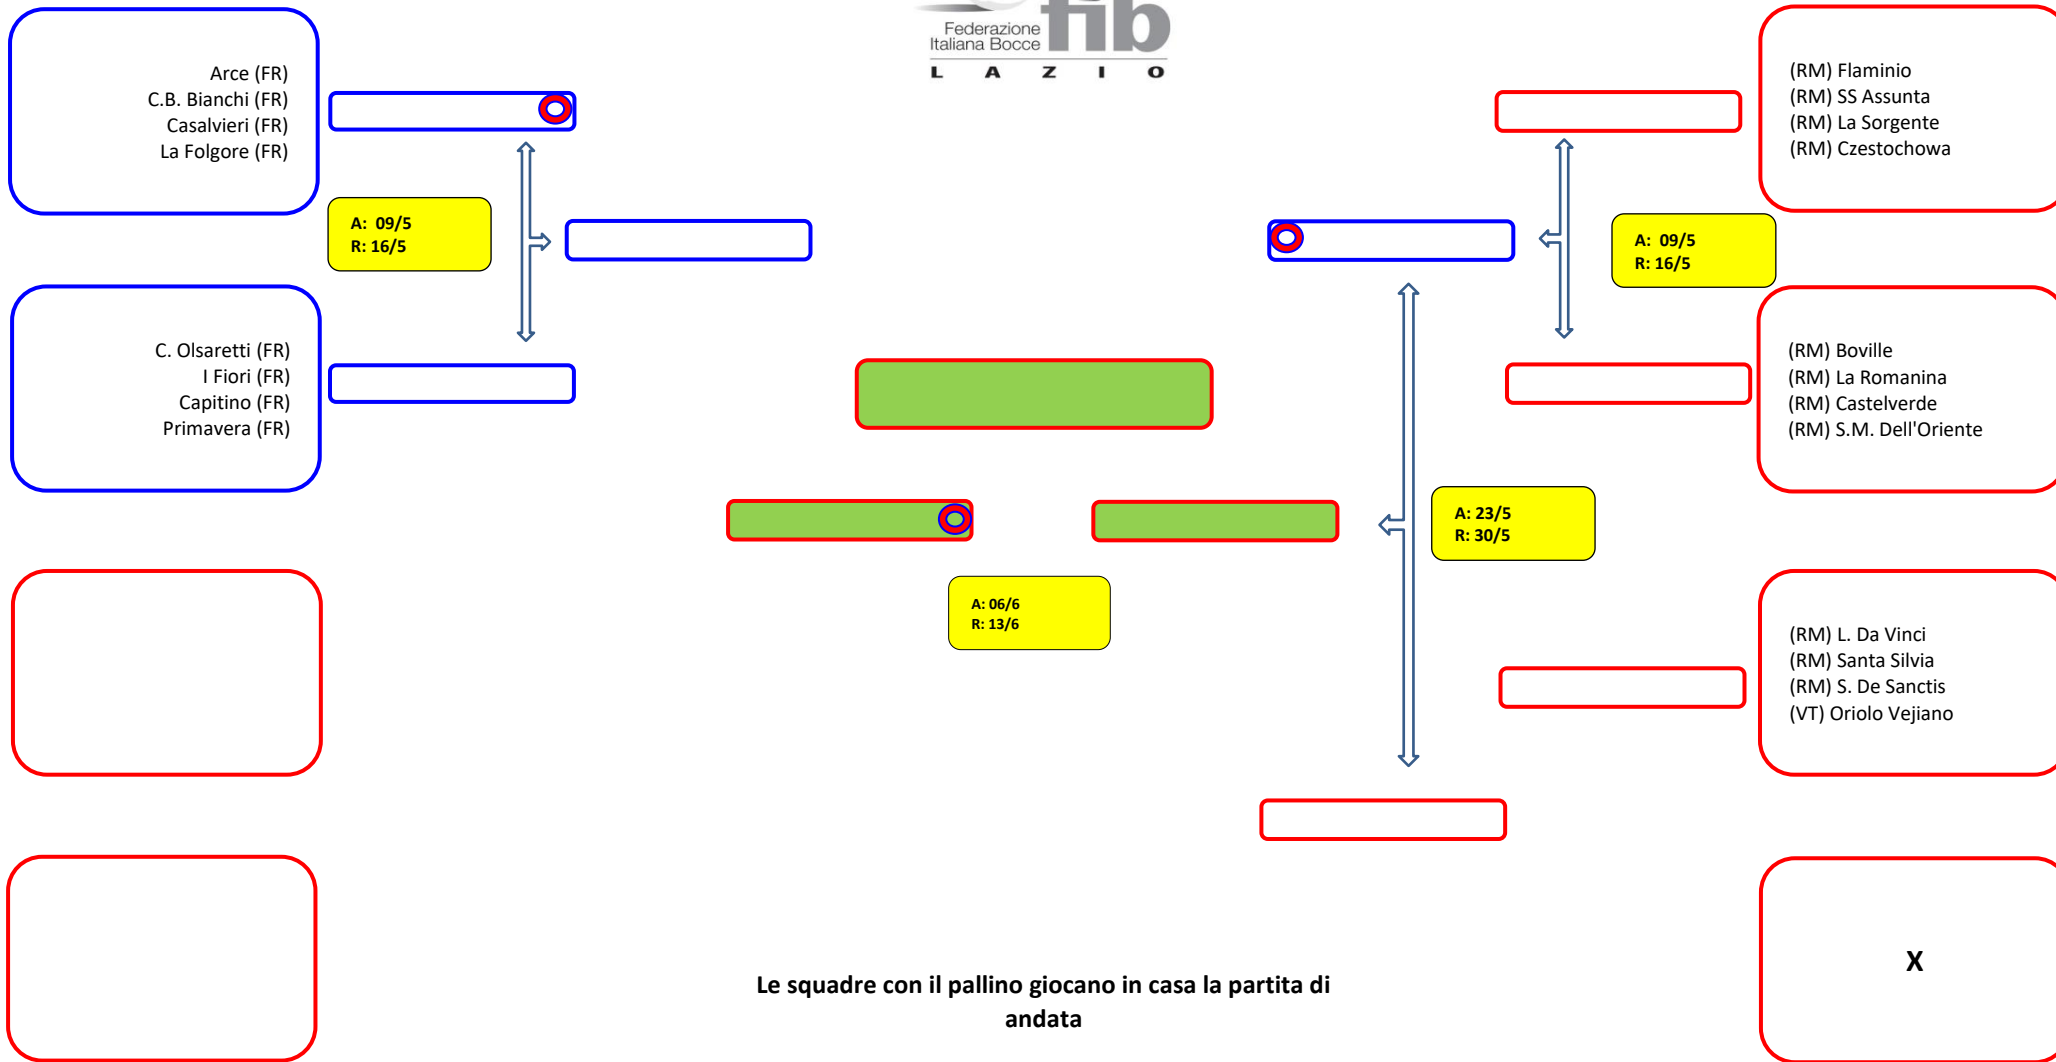 fib
Federazione
Italiana Bocce
LAZIO
Arce (FR)
C.B. Bianchi (FR)
Casalvieri (FR)
La Folgore (FR)
(RM) Flaminio
(RM) SS Assunta
(RM) La Sorgente
(RM) Czestochowa
A: 09/5
R: 16/5
A: 09/5
R: 16/5
C. Olsaretti (FR)
I Fiori (FR)
Capitino (FR)
Primavera (FR)
(RM) Boville
(RM) La Romanina
(RM) Castelverde
(RM) S.M. Dell'Oriente
A: 23/5
R: 30/5
A: 06/6
R: 13/6
(RM) L. Da Vinci
(RM) Santa Silvia
(RM) S. De Sanctis
(VT) Oriolo Vejiano
X
Le squadre con il pallino giocano in casa la partita di
andata